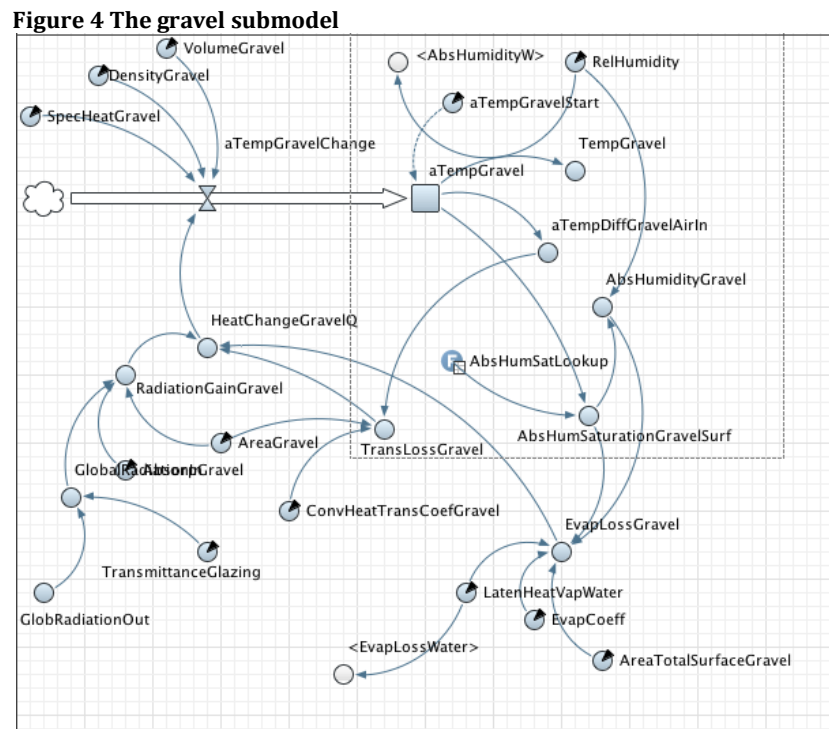 Figure 4 The gravel submodel
VolumeGravel
<AbsHumidityW>
RelHumidity
DensityGravel
aTempGravelStart
SpecHeatGravel
aTempGravelChange
TempGravel
aTempGravel
aTempDiffGravelAirIn
AbsHumidityGravel
HeatChangeGravelQ
AbsHumSatLookup
RadiationGainGravel
AreaGravel
TransLossGravel
AbsHumSaturationGravelSurf
ConvHeatTransCoefGravel
EvapLossGravel
TransmittanceGlazing
LatenHeatVapWater
GlobRadiationOut
EvapCoeff
<EvapLossWater>
AreaTotalSurfaceGravel